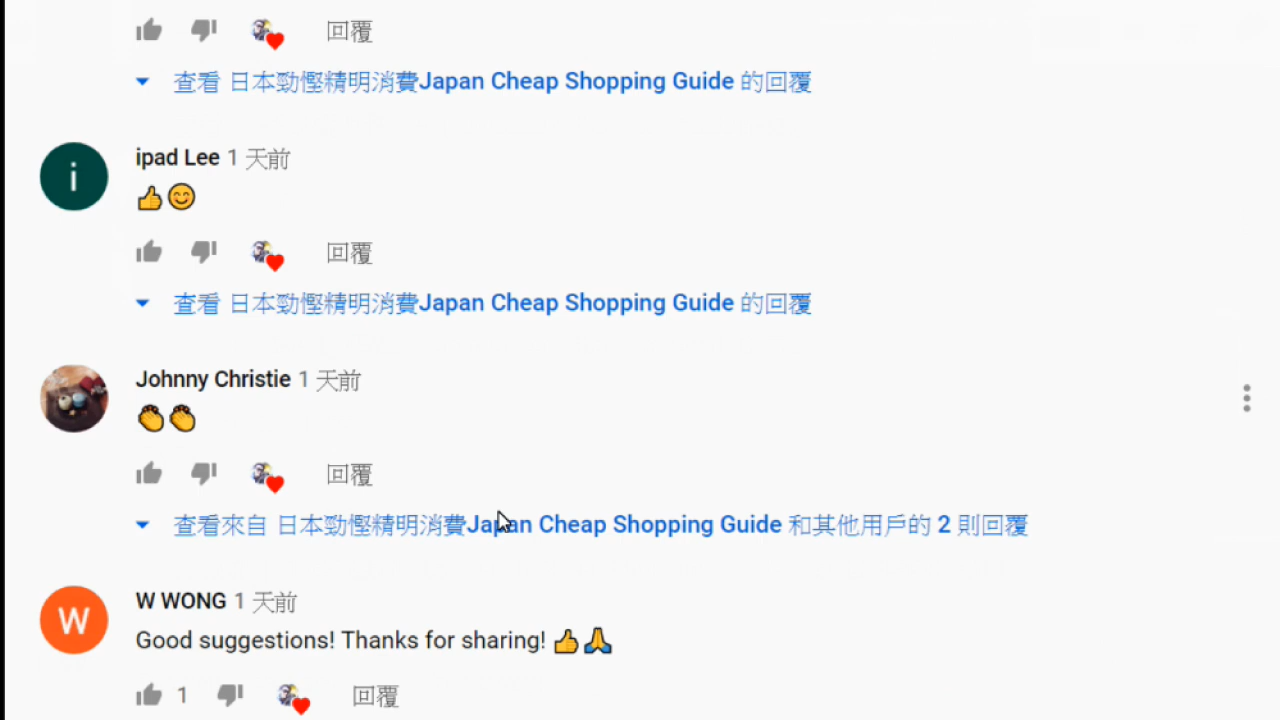 回覆
查看 日本勁慳精明消費Japan Cheap Shopping Guide 的回覆
i
ipad Lee 1 天前
👍😊
回覆
查看 日本勁慳精明消費Japan Cheap Shopping Guide 的回覆
Johnny Christie 1 天前
👏👏
回覆
查看來自 日本勁慳精明消費Japan Cheap Shopping Guide 和其他用戶的 2 則回覆
W
W WONG 1 天前
Good suggestions! Thanks for sharing! 👍🙏
1 回覆